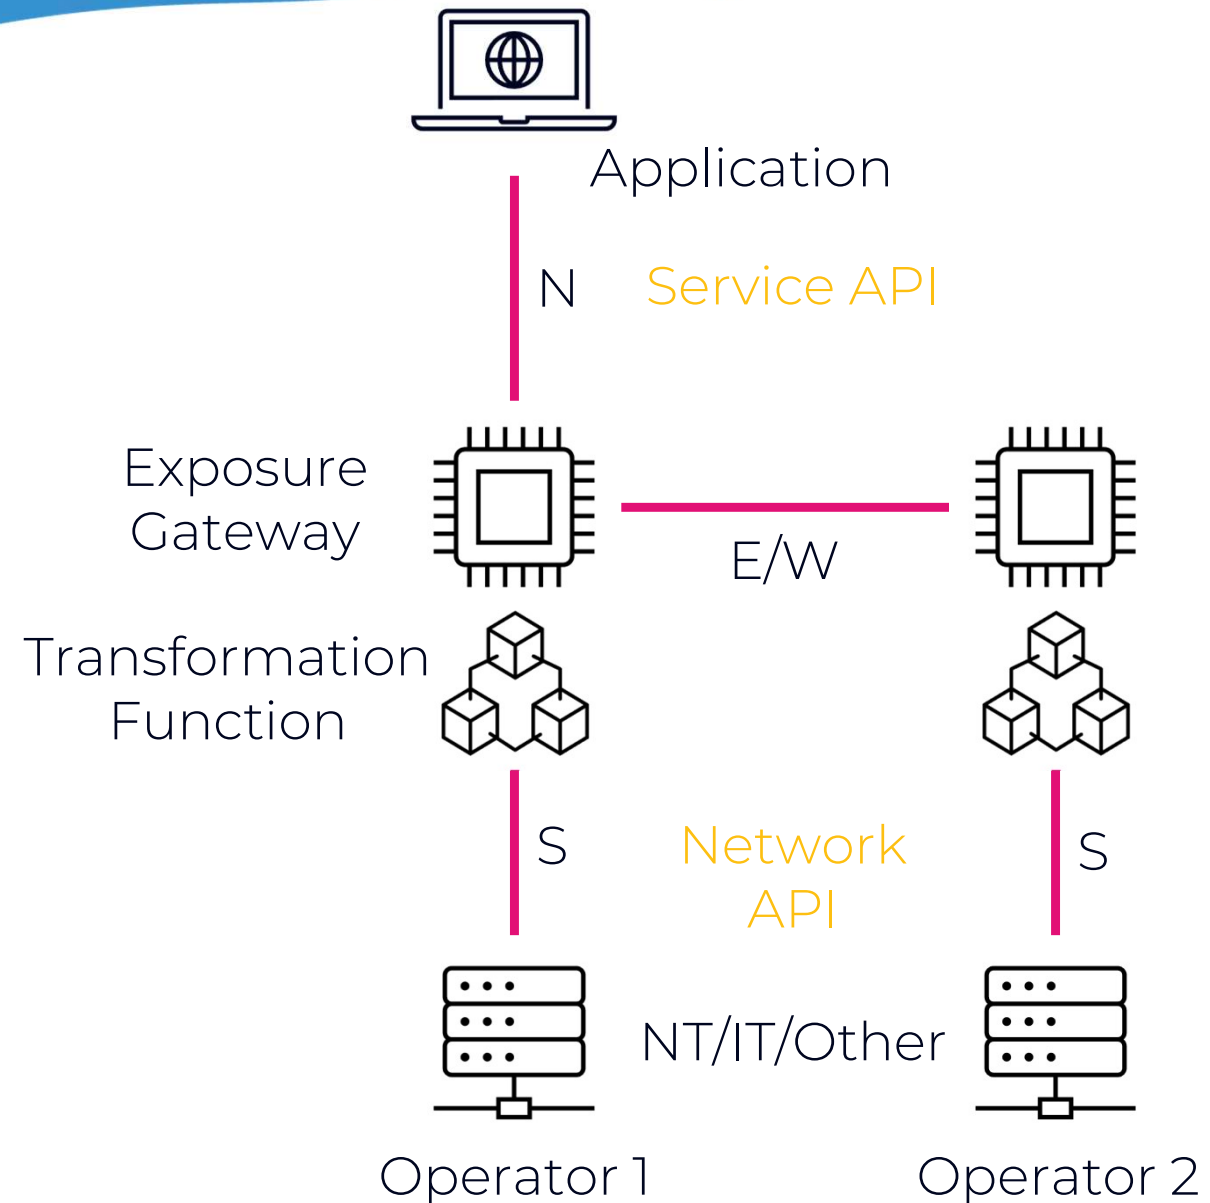 Application
N
Service API
Exposure
Gateway
E/W
Transformation
Function
S
Network
API
S
NT/IT/Other
Operator 1
Operator 2